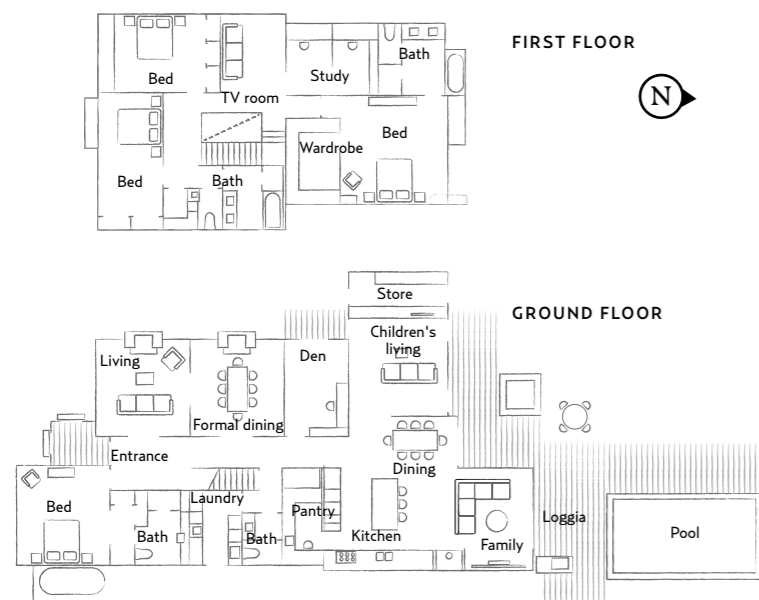 FIRST FLOOR
Bath
Bed
Study
TV room
N
Bed
Wardrobe
Bed
Bath
GROUND FLOOR
Store
Children's
living
Living
Den
Formal dining
Entrance
Dining
Laundry
Bed
Pantry
Loggia
Bath
Bath
Kitchen
Family
Pool